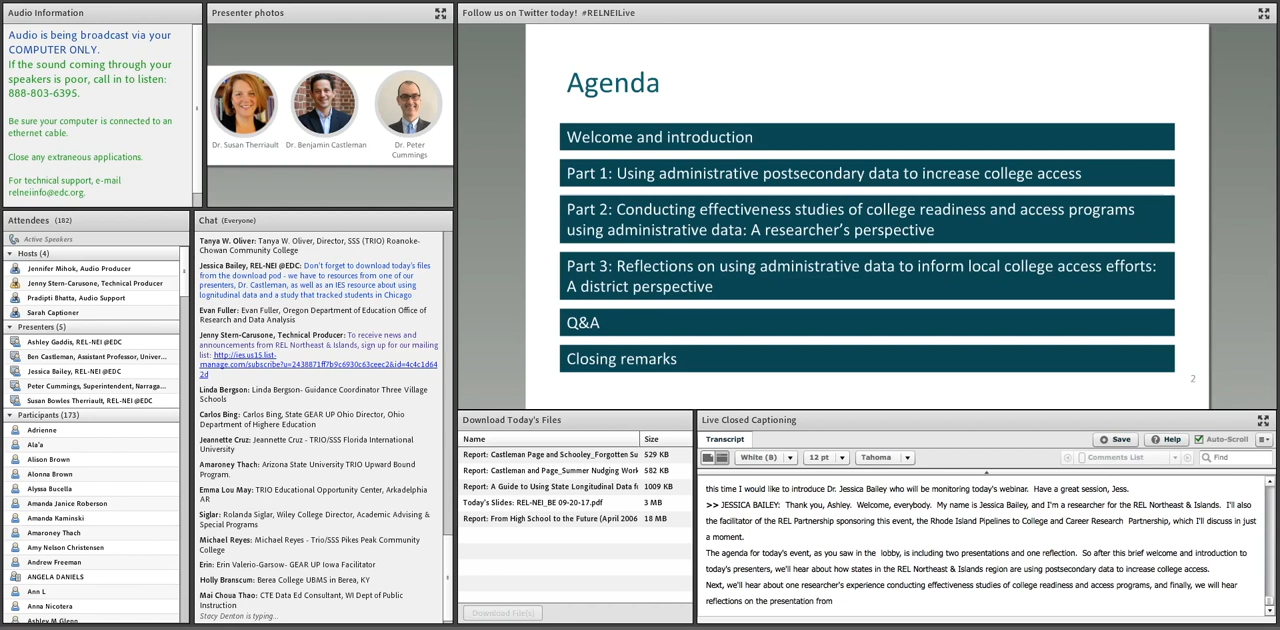 Audio Information
Audio is being broadcast via your
COMPUTER ONLY.
If the sound coming through your
speakers is poor, call in to listen:
888-803-6395.
Be sure your computer is connected to an
ethernet cable.
Close any extraneous applications.
For technical support, e-mail
relneiinfo@edc.org.
Presenter photos
Dr. Susan Therriault
Dr. Benjamin Castleman
Dr. Peter
Cummings
Attendees (182)
Active Speakers
Hosts (4)
Jennifer Mihok, Audio Producer
Jenny Stern-Carusone, Technical Producer
Pradipti Bhatta, Audio Support
Sarah Captioner
Presenters (5)
Ashley Gaddis, REL-NEI @EDC
Ben Castleman, Assistant Professor, Univer...
Jessica Bailey, REL-NEI @EDC
Peter Cummings, Superintendent, Narraga...
Susan Bowles Therriault, REL-NEI @EDC
Participants (173)
Adrienne
Ala'a
Alison Brown
Alonna Brown
Alyssa Bucella
Amanda Janice Roberson
Amanda Kaminski
Amaroney Thach
Amy Nelson Christensen
Andrew Freeman
ANGELA DANIELS
Ann L
Anna Nicotera
Ashley M Glenn
Chat (Everyone)
Tanya W. Oliver: Tanya W. Oliver, Director, SSS (TRIO) Roanoke-
Chowan Community College
Jessica Bailey, REL-NEI @EDC: Don't forget to download today's files
from the download pod - we have to resources from one of our
presenters, Dr. Castleman, as well as an IES resource about using
lognitudinal data and a study that tracked students in Chicago
Evan Fuller: Evan Fuller, Oregon Department of Education Office of
Research and Data Analysis
Jenny Stern-Carusone, Technical Producer: To receive news and
announcements from REL Northeast & Islands, sign up for our mailing
list: http://ies.us15.list-
manage.com/subscribe?u=2438871ff7b9c6930c63ceec2&id=4c4c1d64
2d
Linda Bergson: Linda Bergson- Guidance Coordinator Three Village
Schools
Carlos Bing: Carlos Bing, State GEAR UP Ohio Director, Ohio
Department of Highere Education
Jeannette Cruz: Jeannette Cruz - TRIO/SSS Florida International
University
Amaroney Thach: Arizona State University TRIO Upward Bound
Program.
Emma Lou May: TRIO Educational Opportunity Center, Arkadelphia
AR
Siglar: Rolanda Siglar, Wiley College Director, Academic Advising &
Special Programs
Michael Reyes: Michael Reyes - Trio/SSS Pikes Peak Community
College
Erin: Erin Valerio-Garsow- GEAR UP Iowa Facilitator
Holly Branscum: Berea College UBMS in Berea, KY
Mai Choua Thao: CTE Data Ed Consultant, WI Dept of Public
Instruction
Stacy Denton is typing...
Follow us on Twitter today! #RELNEILive
Agenda
Welcome and introduction
Part 1: Using administrative postsecondary data to increase college access
Part 2: Conducting effectiveness studies of college readiness and access programs
using administrative data: A researcher's perspective
Part 3: Reflections on using administrative data to inform local college access efforts:
A district perspective
Q&A
Closing remarks
2
Download Today's Files
Name Size
Report: Castleman Page and Schooley_Forgotten Su 529 KB
Report: Castleman and Page_Summer Nudging Work 582 KB
Report: A Guide to Using State Longitudinal Data fo 1009 KB
Today's Slides: REL-NEI_BE 09-20-17.pdf 3 MB
Report: From High School to the Future (April 2006 18 MB
Download File(s)
Live Closed Captioning
Transcript Save Help Auto-Scroll
White (B) 12 pt Tahoma Comments List Find
this time I would like to introduce Dr. Jessica Bailey who will be monitoring today's webinar. Have a great session, Jess.
>> JESSICA BAILEY: Thank you, Ashley. Welcome, everybody. My name is Jessica Bailey, and I'm a researcher for the REL Northeast & Islands. I'll also
the facilitator of the REL Partnership sponsoring this event, the Rhode Island Pipelines to College and Career Research Partnership, which I'll discuss in just
a moment.
The agenda for today's event, as you saw in the lobby, is including two presentations and one reflection. So after this brief welcome and introduction to
today's presenters, we'll hear about how states in the REL Northeast & Islands region are using postsecondary data to increase college access.
Next, we'll hear about one researcher's experience conducting effectiveness studies of college readiness and access programs, and finally, we will hear
reflections on the presentation from